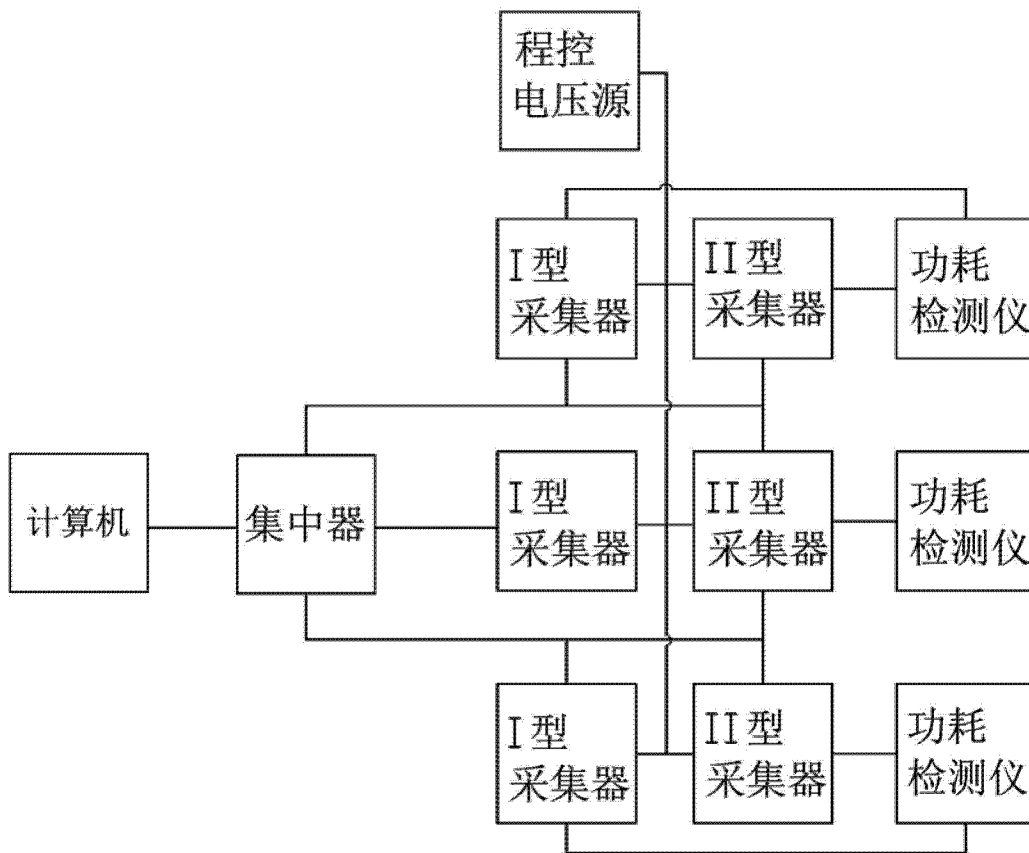 程控
电压源
I型
采集器
II型
采集器
功耗
检测仪
计算机
集中器
I型
采集器
II型
采集器
功耗
检测仪
I型
采集器
II型
采集器
功耗
检测仪